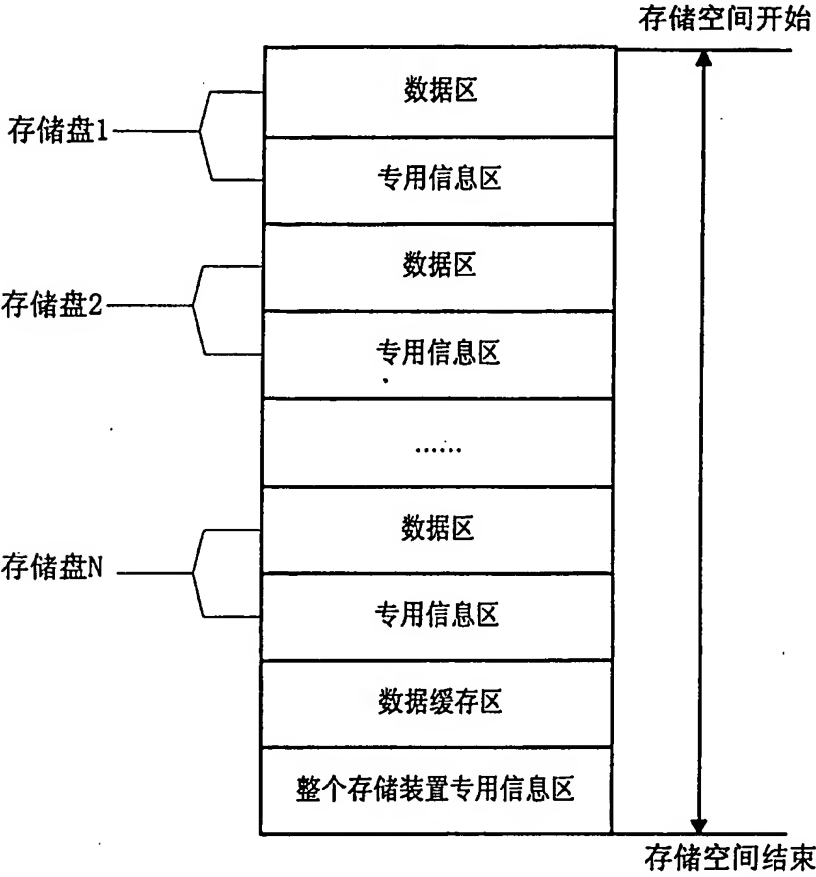 存储空间开始
数据区
存储盘1
专用信息区
数据区
存储盘2
专用信息区
......
数据区
存储盘N
专用信息区
数据缓存区
整个存储装置专用信息区
存储空间结束